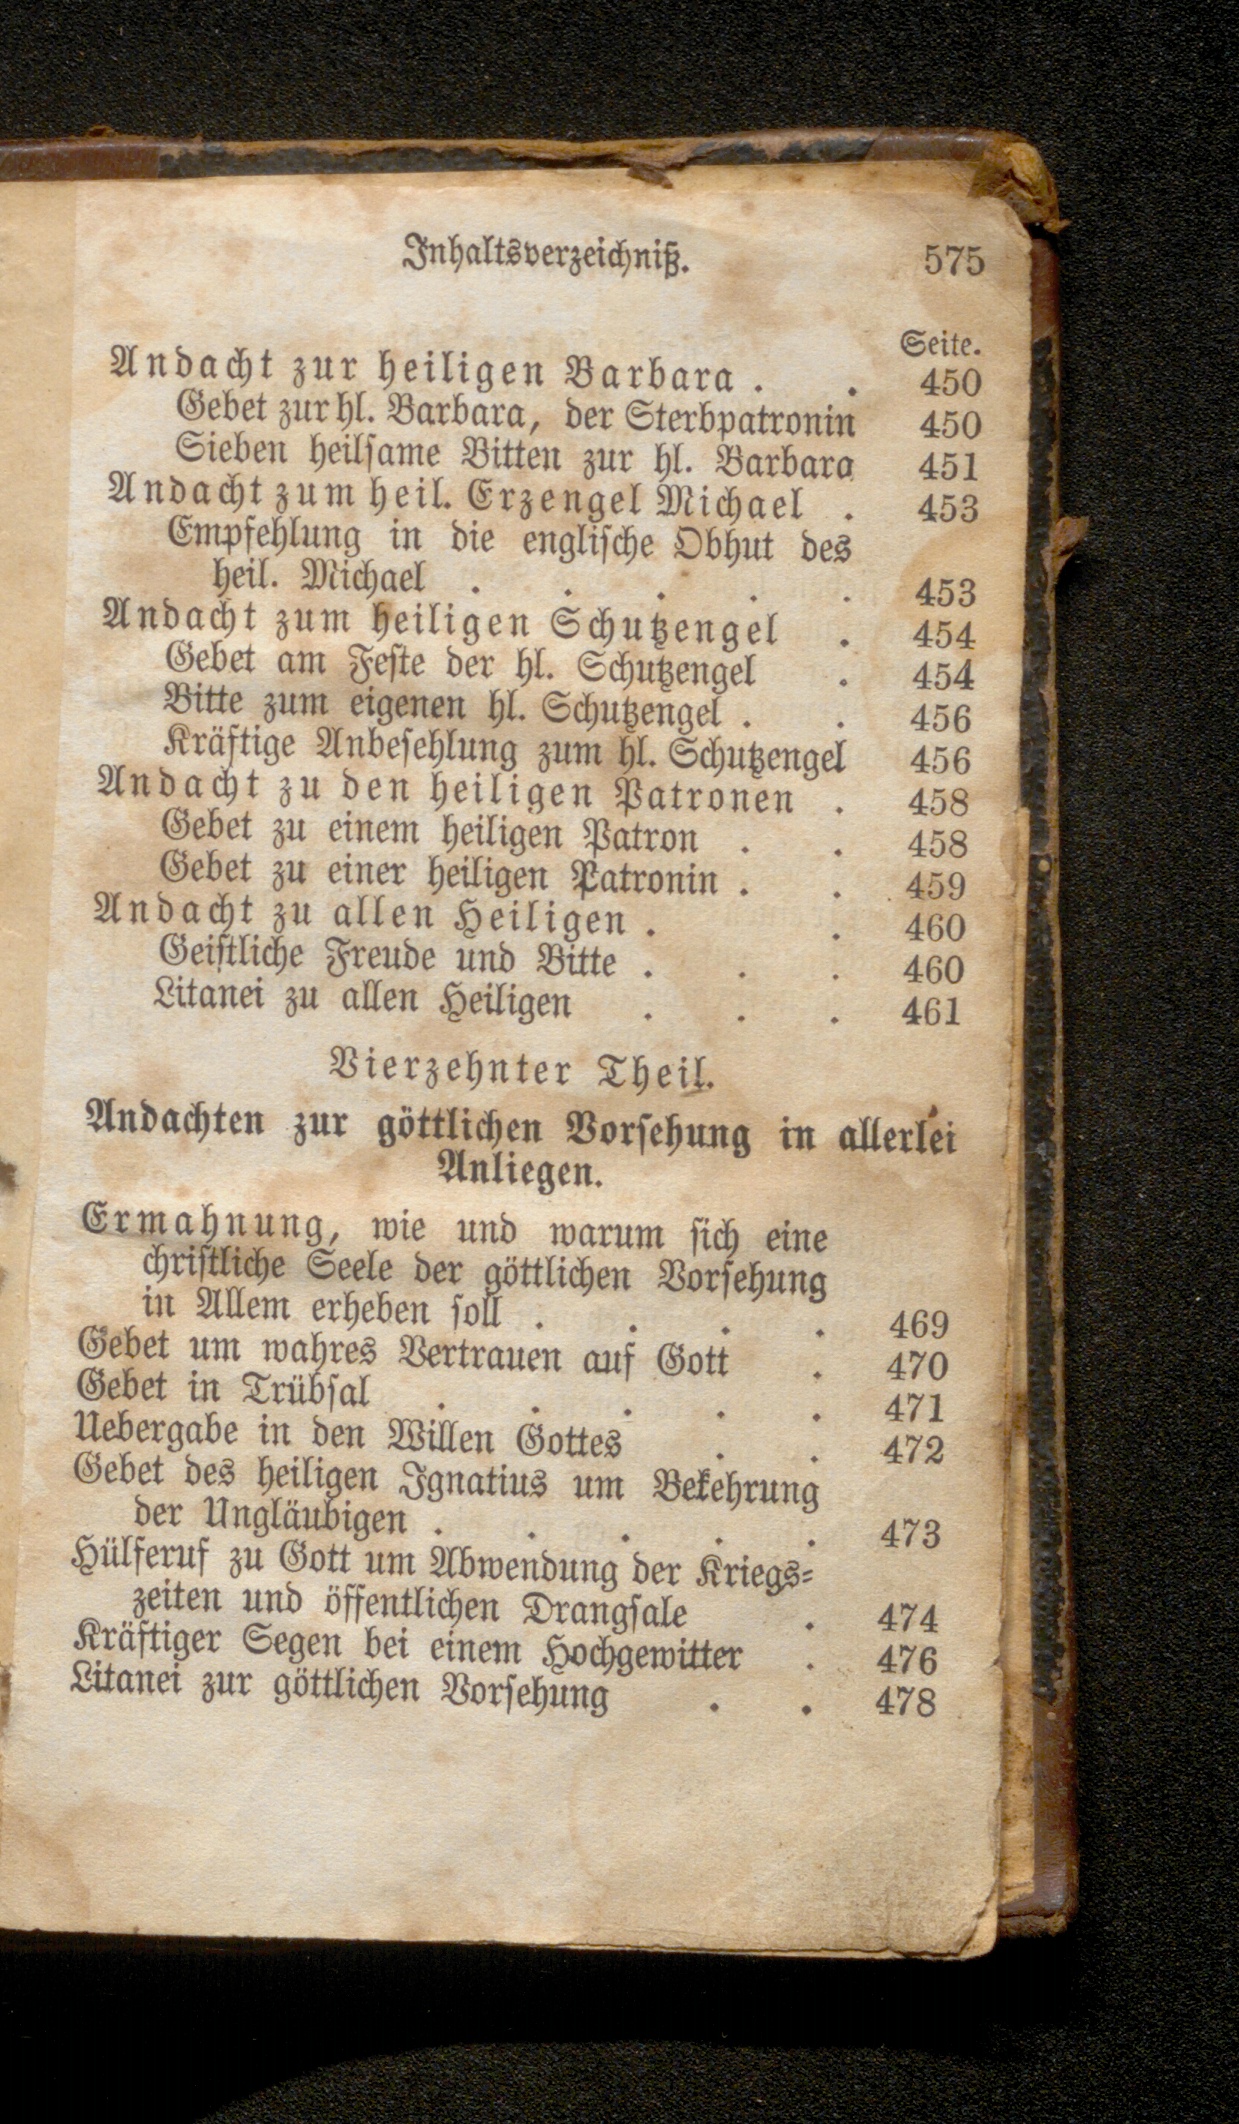 Inhaltsverzeichniß. 575
Seite.
Andacht zur heiligen Barbara . . 450
Gebet zur hl. Barbara, der Sterbpatronin 450
Sieben heilsame Bitten zur hl. Barbara 451
Andacht zum heil. Erzengel Michael . 453
Empfehlung in die englische Obhut des
heil. Michael . . . . . 453
Andacht zum heiligen Schutzengel . 454
Gebet am Feste der hl. Schutzengel . 454
Bitte zum eigenen hl. Schutzengel . . 456
Kräftige Anbefehlung zum hl. Schutzengel 456
Andacht zu den heiligen Patronen . 458
Gebet zu einem heiligen Patron . . 458
Gebet zu einer heiligen Patronin . . 459
Andacht zu allen Heiligen . . 460
Geistliche Freude und Bitte . . . 460
Litanei zu allen Heiligen . . . 461
Vierzehnter Theil.
Andachten zur göttlichen Vorsehung in allerlei
Anliegen.
Ermahnung, wie und warum sich eine
christliche Seele der göttlichen Vorsehung
in Allem erheben soll . . . . 469
Gebet um wahres Vertrauen auf Gott . 470
Gebet in Trübsal . . . . . 471
Uebergabe in den Willen Gottes . . 472
Gebet des heiligen Ignatius um Bekehrung
der Ungläubigen . . . . . 473
Hülferuf zu Gott um Abwendung der Kriegs-
zeiten und öffentlichen Drangsale . 474
Kräftiger Segen bei einem Hochgewitter . 476
Litanei zur göttlichen Vorsehung . . 478